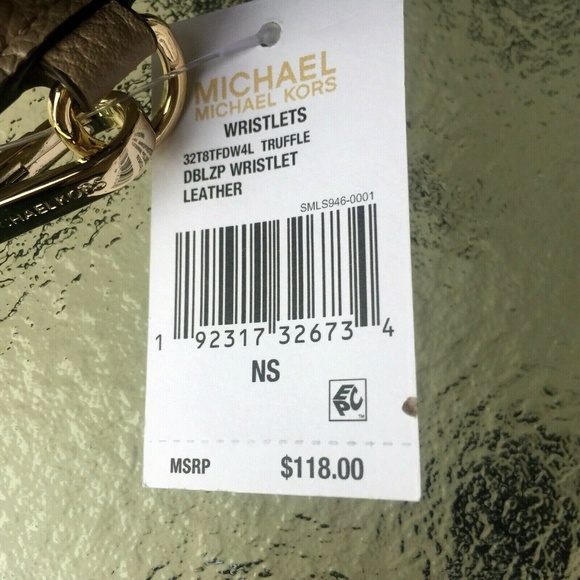 MICHAEL
MICHAEL KORS
WRISTLETS
32T8TFDW4L TRUFFLE
DBLZP WRISTLET
LEATHER
SMLS946-0001
1 92317 32673 4
NS
EPC
MSRP $118.00
HAELKORS